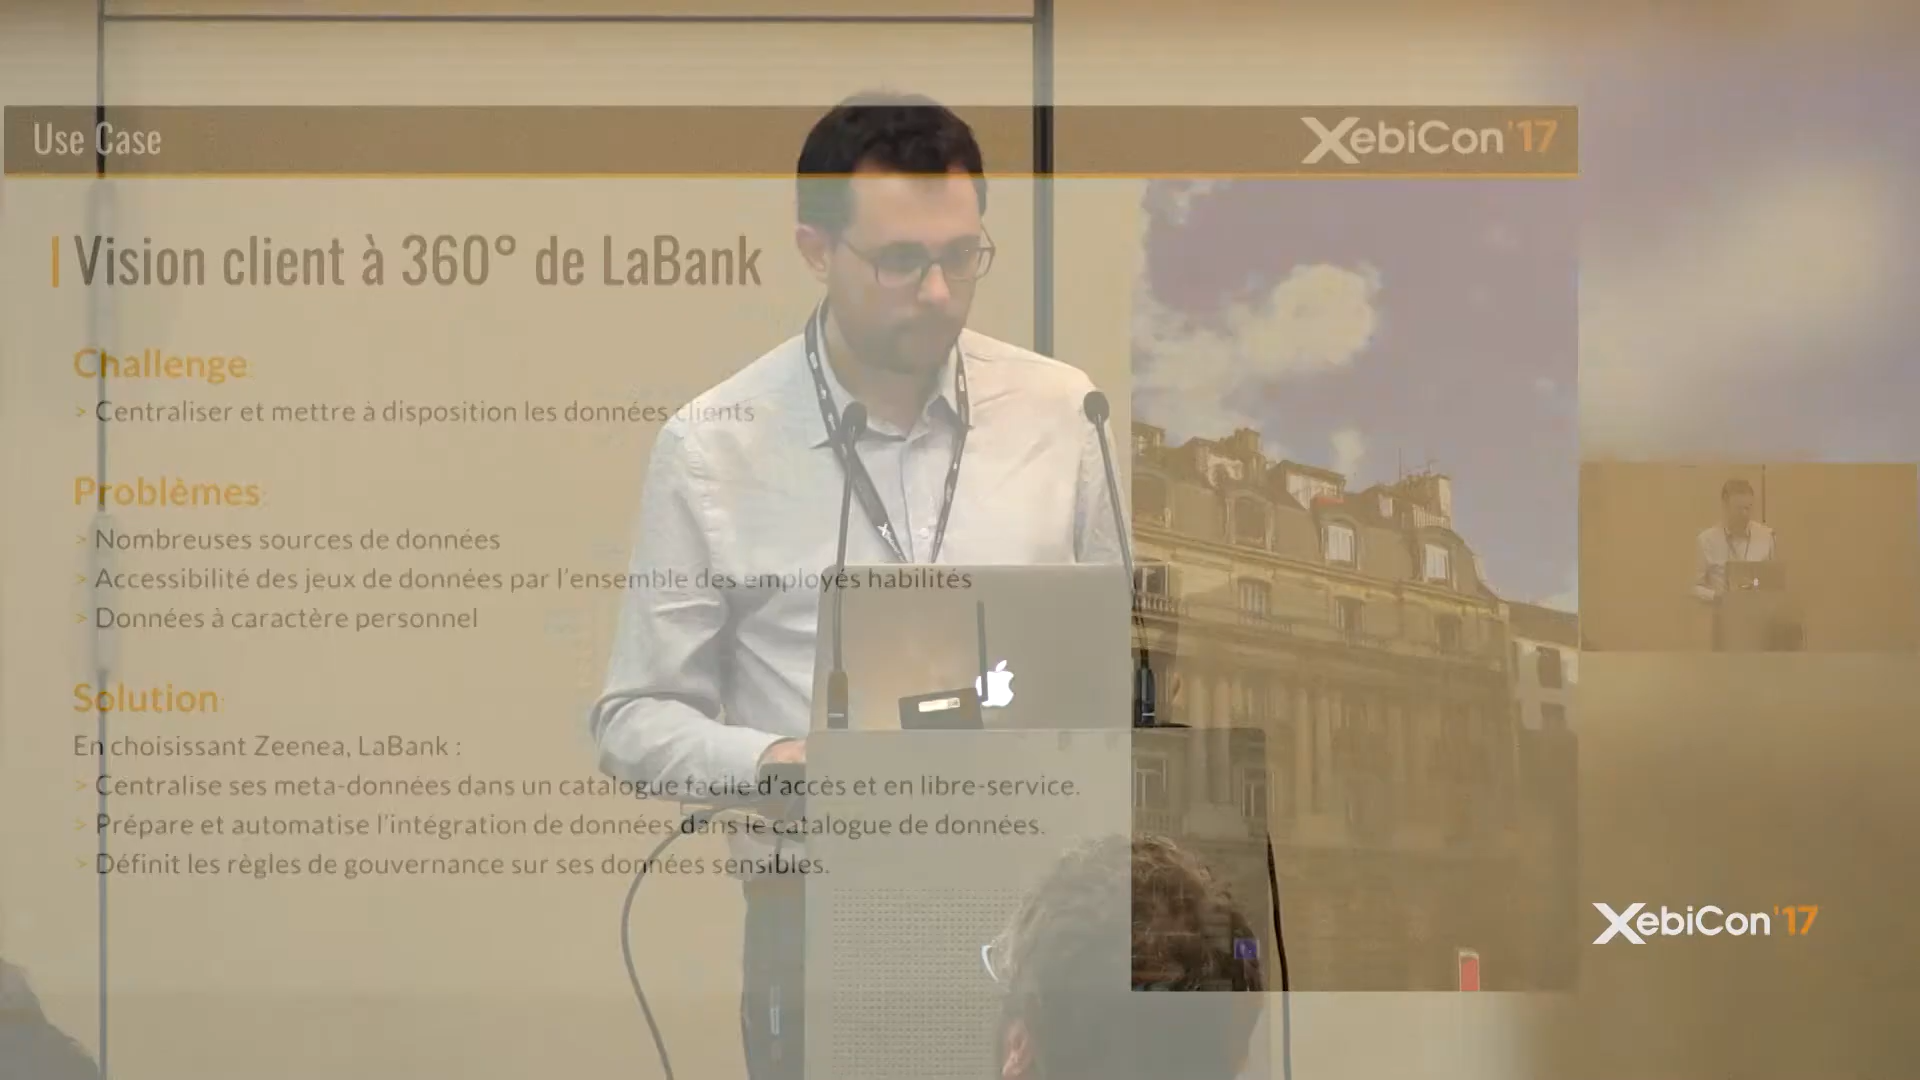 Use Case
XebiCon'17
Vision client à 360° de LaBank
Challenge
> Centraliser et mettre à disposition les données clients
Problèmes
> Nombreuses sources de données
> Accessibilité des jeux de données par l'ensemble des employés habilités
> Données à caractère personnel
Solution
En choisissant Zeenea, LaBank :
> Centralise ses meta-données dans un catalogue facile d'accès et en libre-service.
> Prépare et automatise l'intégration de données dans le catalogue de données.
> Définit les règles de gouvernance sur ses données sensibles.
XebiCon'17